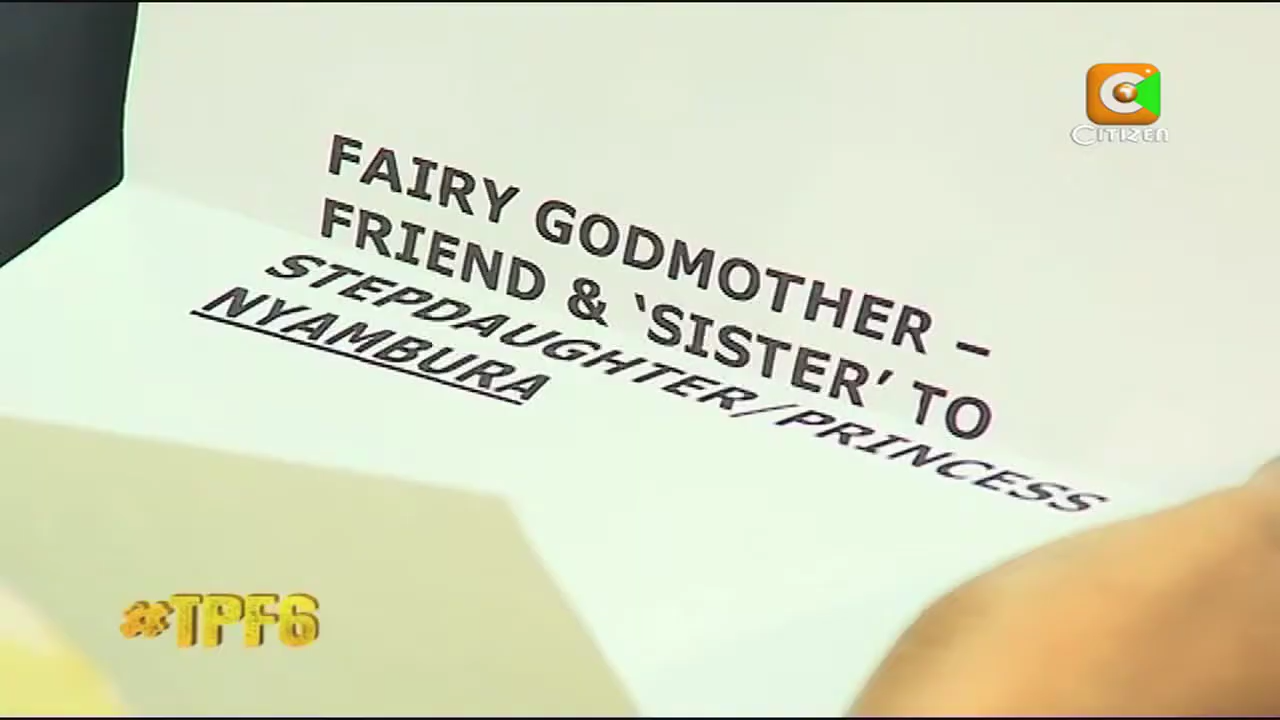 CITIZEN
FAIRY GODMOTHER –
FRIEND & ‘SISTER’ TO
STEPDAUGHTER/PRINCESS
NYAMBURA
#TPF6